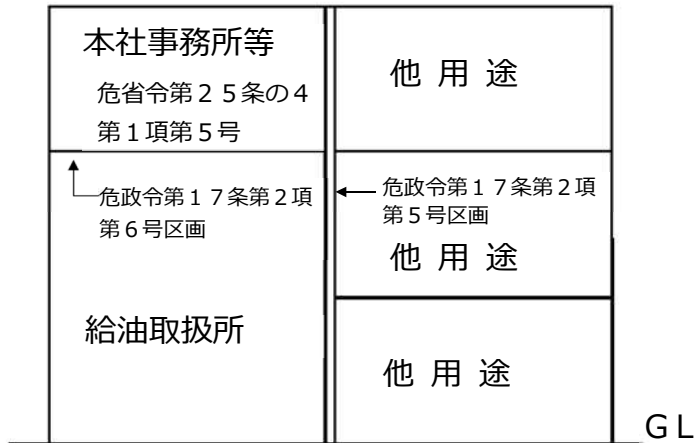 本社事務所等
危省令第２５条の４
第１項第５号
他 用 途
危政令第１７条第２項
第６号区画
危政令第１７条第２項
第５号区画
他 用 途
給油取扱所
他 用 途
ＧＬ